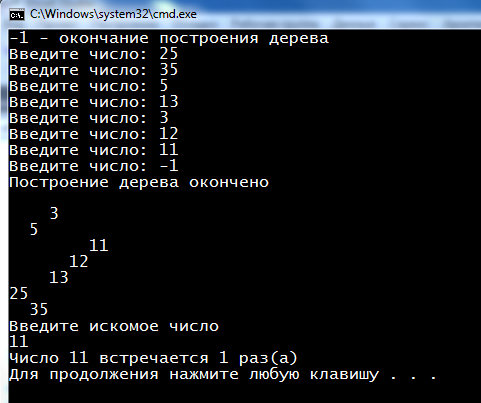 C:\Windows\system32\cmd.exe
-1 - окончание построения дерева
Введите число: 25
Введите число: 35
Введите число: 5
Введите число: 13
Введите число: 3
Введите число: 12
Введите число: 11
Введите число: -1
Построение дерева окончено
3
5
11
12
13
25
35
Введите искомое число
11
Число 11 встречается 1 раз(а)
Для продолжения нажмите любую клавишу . . .